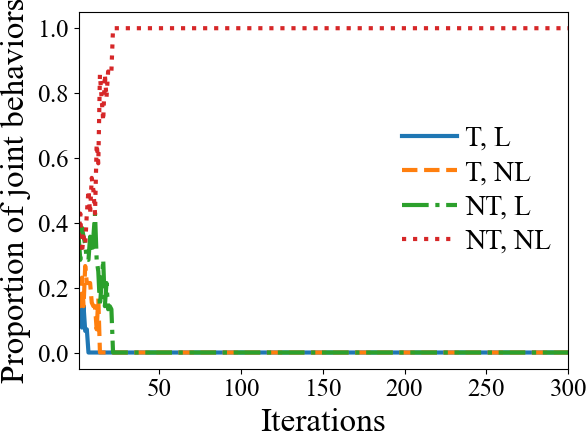 Proportion of joint behaviors
1.0
0.8
0.6
0.4
0.2
0.0
T, L
T, NL
NT, L
NT, NL
50 100 150 200 250 300
Iterations